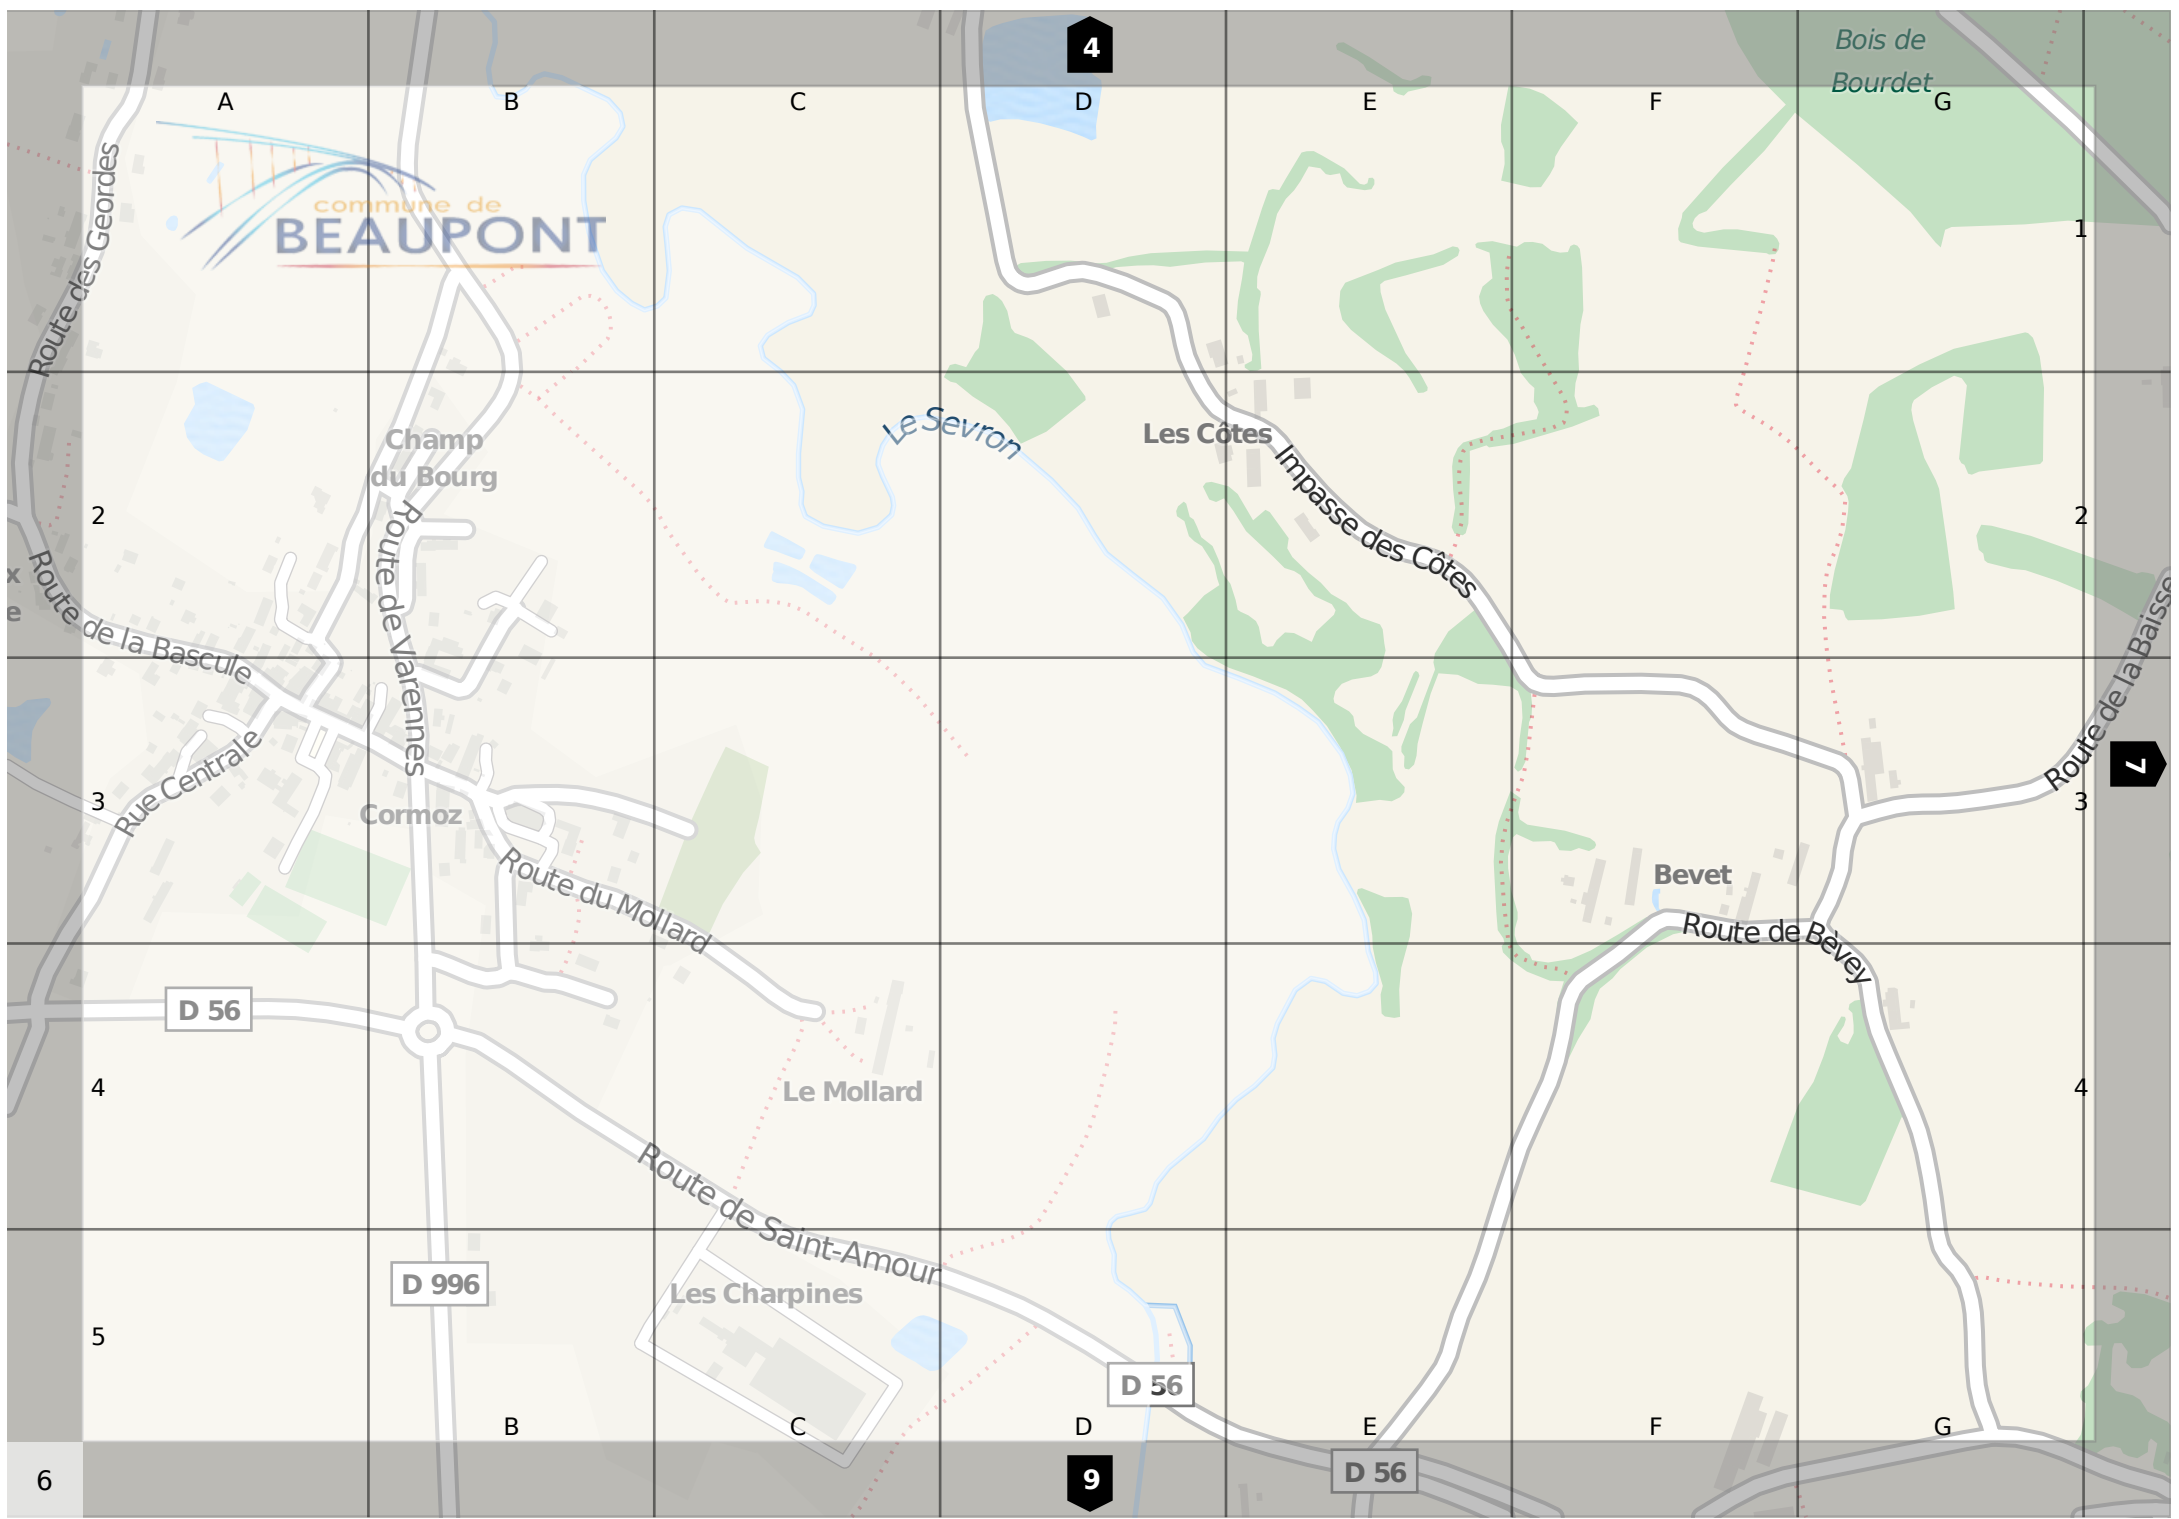 4
Bois de
Bourdet
A
B
C
D
E
F
G
commune de
BEAUPONT
1
1
Route des Geordes
Le Sevron
Les Côtes
Champ
du Bourg
Impasse des Côtes
2
2
Route de Varennes
x
e
Route de la Bascule
Route de la Baisse
Rue Centrale
7
3
3
Cormoz
Route du Mollard
Bevet
Route de Bèvey
D 56
Le Mollard
4
4
Route de Saint-Amour
D 996
Les Charpines
5
D 56
B
C
D
E
F
G
6
9
D 56